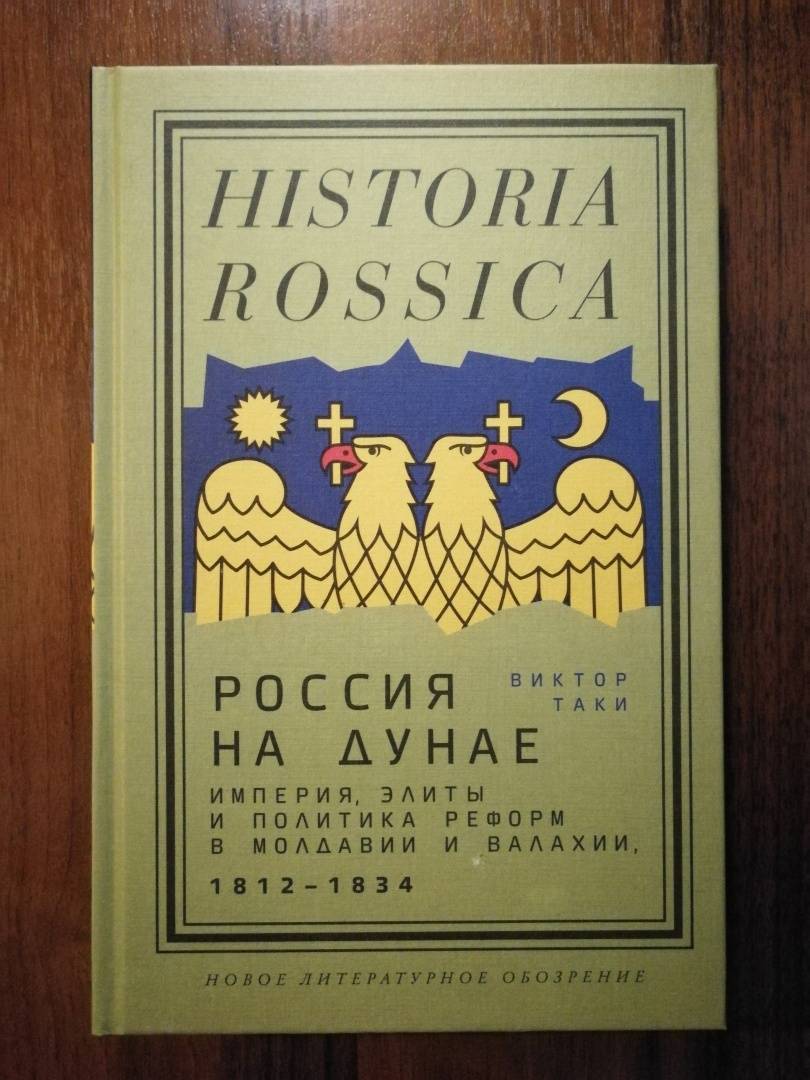 HISTORIA
ROSSICA
РОССИЯ
НА ДУНАЕ
ВИКТОР
ТАКИ
ИМПЕРИЯ, ЭЛИТЫ
И ПОЛИТИКА РЕФОРМ
В МОЛДАВИИ И ВАЛАХИИ,
1812–1834
НОВОЕ ЛИТЕРАТУРНОЕ ОБОЗРЕНИЕ